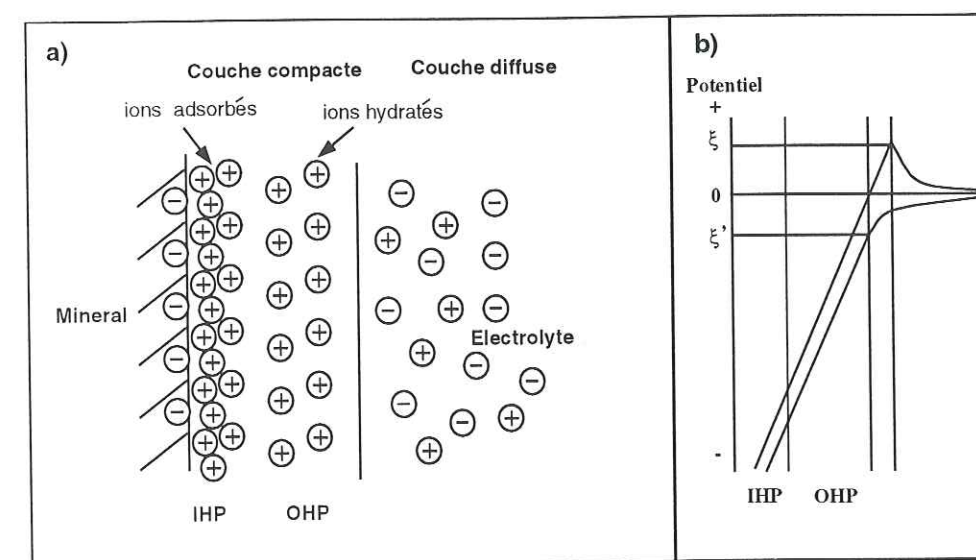 a)
Couche compacte
Couche diffuse
ions adsorbés
ions hydratés
Mineral
Electrolyte
IHP
OHP
b)
Potentiel
+
ξ
0
ξ'
-
IHP
OHP